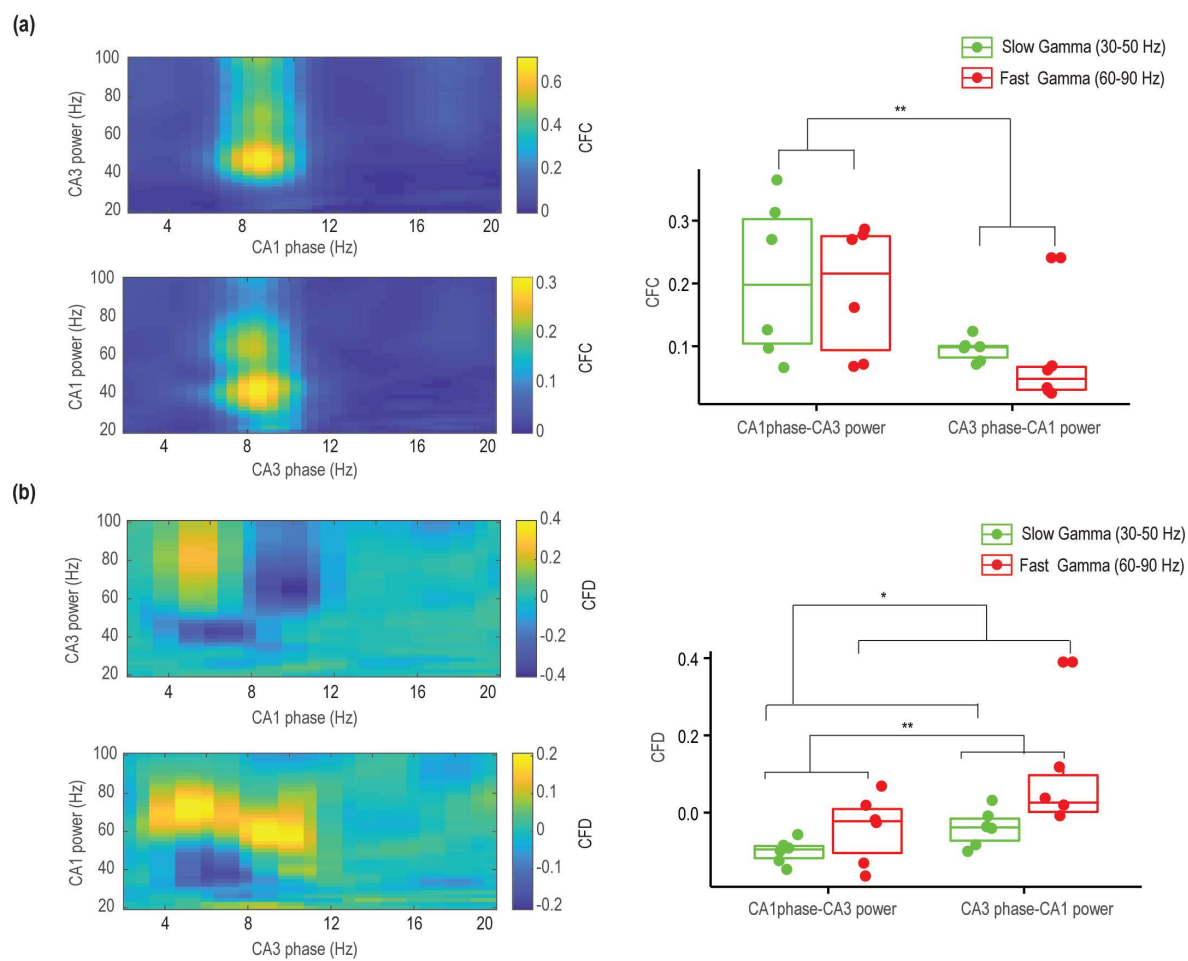 (a)
100
80
60
40
20
CA3 power (Hz)
4
8
12
16
20
CA1 phase (Hz)
0.6
0.4
0.2
0
CFC
100
80
60
40
20
CA1 power (Hz)
4
8
12
16
20
CA3 phase (Hz)
0.3
0.2
0.1
0
CFC
Slow Gamma (30-50 Hz)
Fast Gamma (60-90 Hz)
**
0.3
0.2
0.1
CFC
CA1phase-CA3 power
CA3 phase-CA1 power
(b)
100
80
60
40
20
CA3 power (Hz)
4
8
12
16
20
CA1 phase (Hz)
0.4
0.2
0
-0.2
-0.4
CFD
100
80
60
40
20
CA1 power (Hz)
4
8
12
16
20
CA3 phase (Hz)
0.2
0.1
0
-0.1
-0.2
CFD
Slow Gamma (30-50 Hz)
Fast Gamma (60-90 Hz)
*
**
0.4
0.2
0.0
CFD
CA1phase-CA3 power
CA3 phase-CA1 power